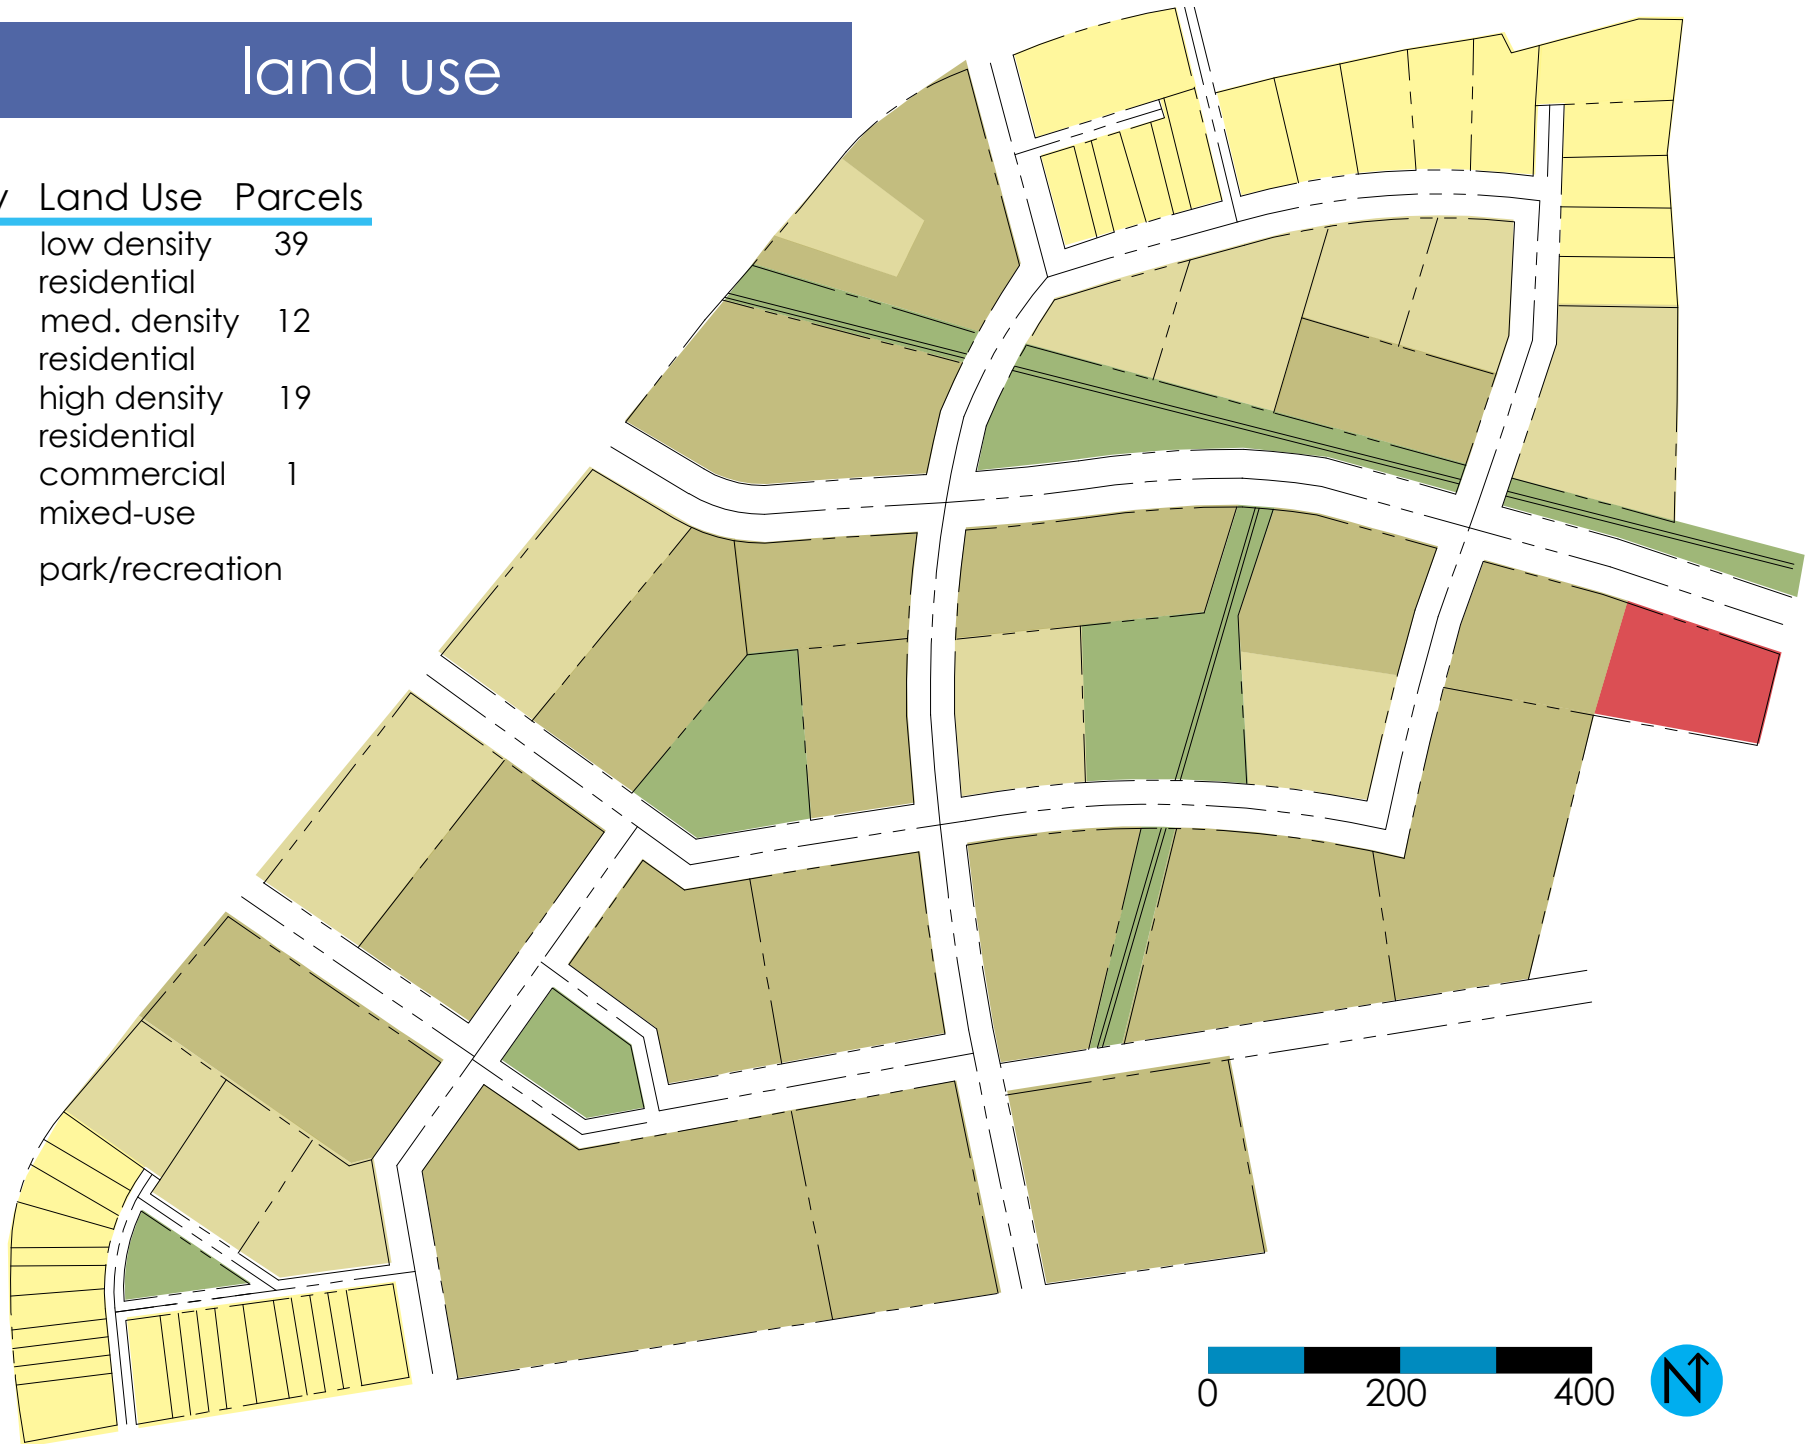 land use
y Land Use Parcels
low density 39
residential
med. density 12
residential
high density 19
residential
commercial 1
mixed-use
park/recreation
0 200 400
N